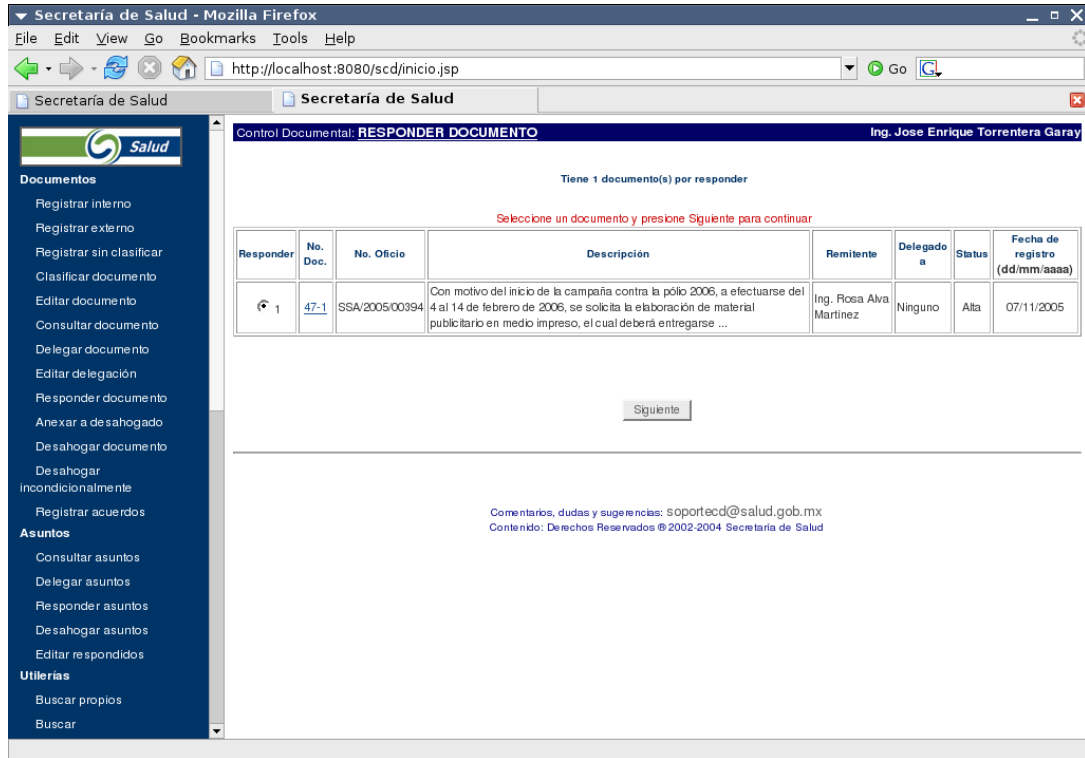 Secretaría de Salud - Mozilla Firefox
File Edit View Go Bookmarks Tools Help
http://localhost:8080/scd/inicio.jsp Go G
Secretaría de Salud Secretaría de Salud
Salud
Documentos
Registrar interno
Registrar externo
Registrar sin clasificar
Clasificar documento
Editar documento
Consultar documento
Delegar documento
Editar delegación
Responder documento
Anexar a desahogado
Desahogar documento
Desahogar
incondicionalmente
Registrar acuerdos
Asuntos
Consultar asuntos
Delegar asuntos
Responder asuntos
Desahogar asuntos
Editar respondidos
Utilerías
Buscar propios
Buscar
Control Documental: RESPONDER DOCUMENTO Ing. Jose Enrique Torrentera Garay
Tiene 1 documento(s) por responder
Seleccione un documento y presione Siguiente para continuar
Responder No. Doc. No. Oficio Descripción Remitente Delegado a Status Fecha de registro (dd/mm/aaaa)
1 47-1 SSA/2005/00394 Con motivo del inicio de la campaña contra la pólio 2006, a efectuarse del
4 al 14 de febrero de 2006, se solicita la elaboración de material
publicitario en medio impreso, el cual deberá entregarse ...
Ing. Rosa Alva
Martínez
Ninguno Alta 07/11/2005
Siguiente
Comentarios, dudas y sugerencias: soportecd@salud.gob.mx
Contenido: Derechos Reservados ® 2002-2004 Secretaría de Salud